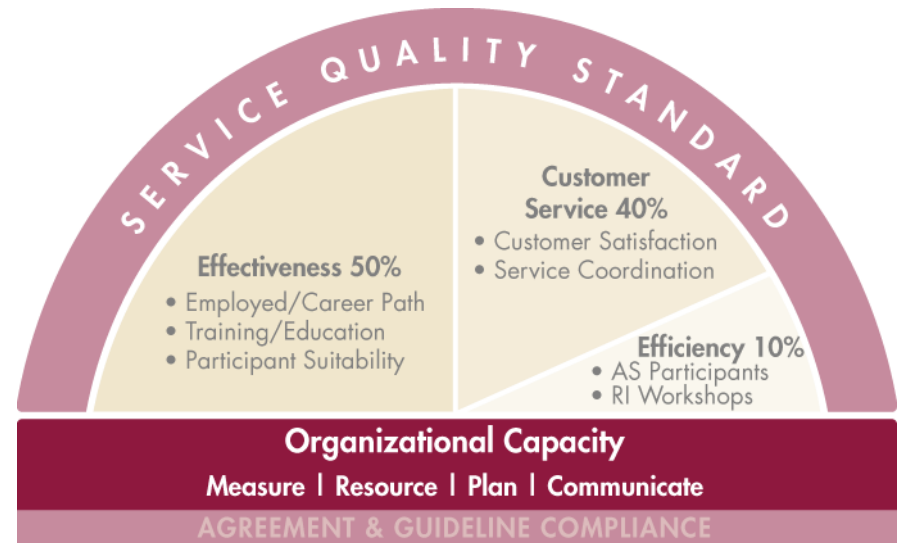 SERVICE QUALITY STANDARD
Effectiveness 50%
• Employed/Career Path
• Training/Education
• Participant Suitability
Customer
Service 40%
• Customer Satisfaction
• Service Coordination
Efficiency 10%
• AS Participants
• RI Workshops
Organizational Capacity
Measure | Resource | Plan | Communicate
AGREEMENT & GUIDELINE COMPLIANCE